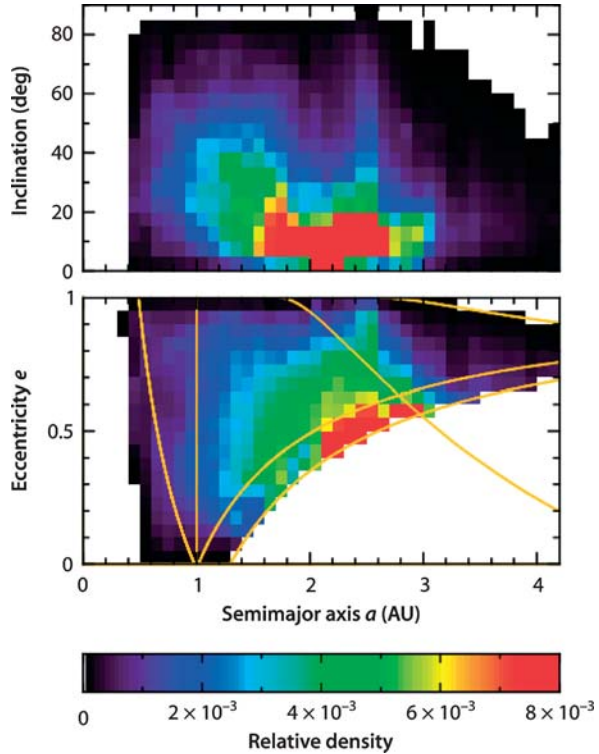 80
60
40
20
0
Inclination (deg)
1
0.5
0
Eccentricity e
0 1 2 3 4
Semimajor axis a (AU)
0 2 × 10⁻³ 4 × 10⁻³ 6 × 10⁻³ 8 × 10⁻³
Relative density